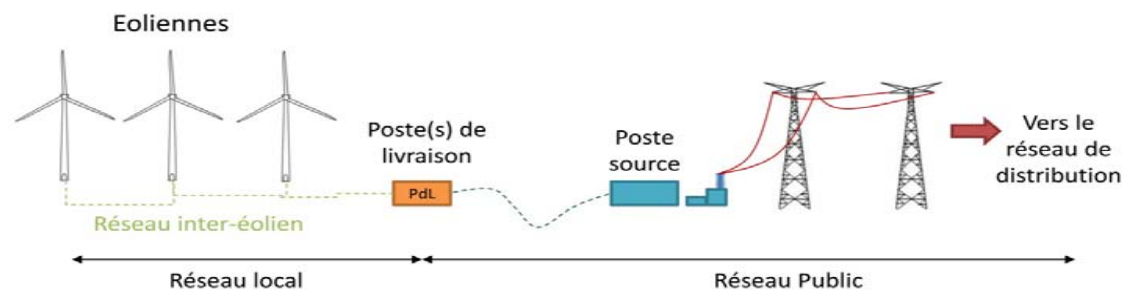 Eoliennes
Poste(s) de
livraison
PdL
Poste
source
Vers le
réseau de
distribution
Réseau inter-éolien
Réseau local
Réseau Public